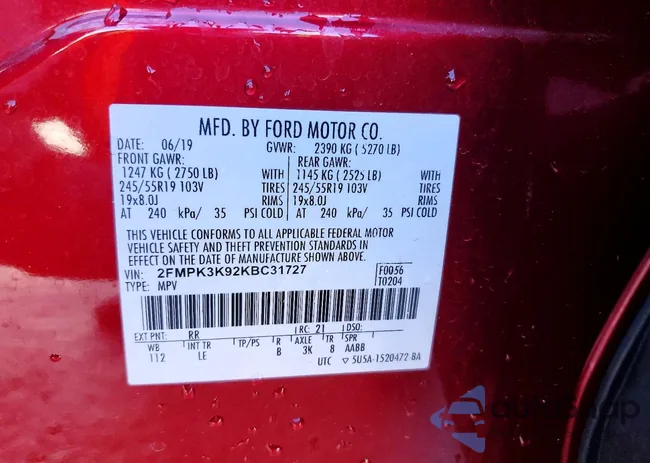 MFD. BY FORD MOTOR CO.
DATE: 06/19 GVWR: 2390 KG ( 5270 LB)
FRONT GAWR: REAR GAWR:
1247 KG ( 2750 LB) WITH 1145 KG ( 2525 LB) WITH
245/55R19 103V TIRES 245/55R19 103V TIRES
19x8.0J RIMS 19x8.0J RIMS
AT 240 kPa/ 35 PSI COLD AT 240 kPa/ 35 PSI COLD
THIS VEHICLE CONFORMS TO ALL APPLICABLE FEDERAL MOTOR
VEHICLE SAFETY AND THEFT PREVENTION STANDARDS IN
EFFECT ON THE DATE OF MANUFACTURE SHOWN ABOVE.
VIN: 2FMPK3K92KBC31727 F0056
TYPE: MPV T0204
EXT PNT: RR RC: 21 DSO:
WB INT TR TP/PS R AXLE TR SPR
112 LE B 3K 8 AABB
UTC ▽ 5U5A-1520472-BA
autosnap